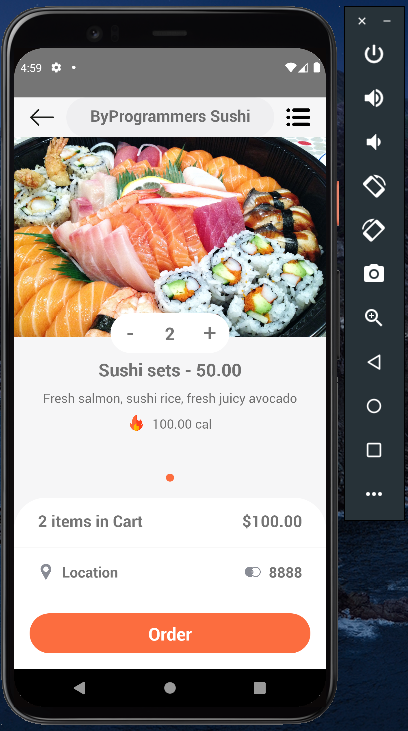 4:59
ByProgrammers Sushi
- 2 +
Sushi sets - 50.00
Fresh salmon, sushi rice, fresh juicy avocado
100.00 cal
2 items in Cart $100.00
Location 8888
Order